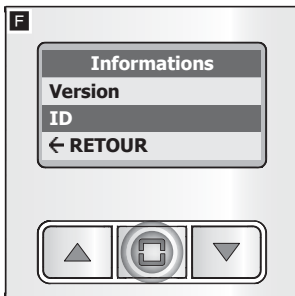 F
Informations
Version
ID
← RETOUR